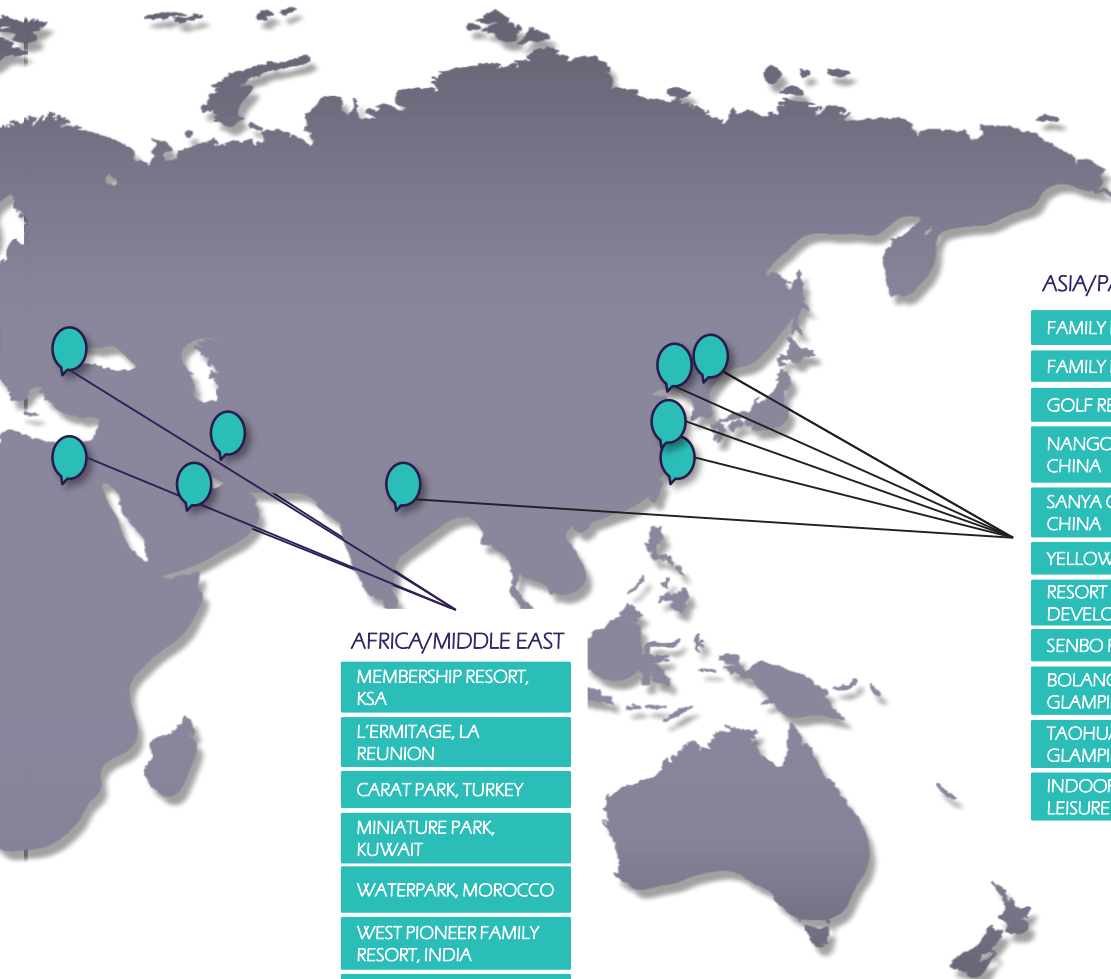 AFRICA/MIDDLE EAST
MEMBERSHIP RESORT,
KSA
L'ERMITAGE, LA
REUNION
CARAT PARK, TURKEY
MINIATURE PARK,
KUWAIT
WATERPARK, MOROCCO
WEST PIONEER FAMILY
RESORT, INDIA
ASIA/PA
FAMILY
FAMILY
GOLF RE
NANGO
CHINA
SANYA
CHINA
YELLOW
RESORT
DEVELO
SENBO
BOLANG
GLAMPI
TAOHUA
GLAMPI
INDOOR
LEISURE